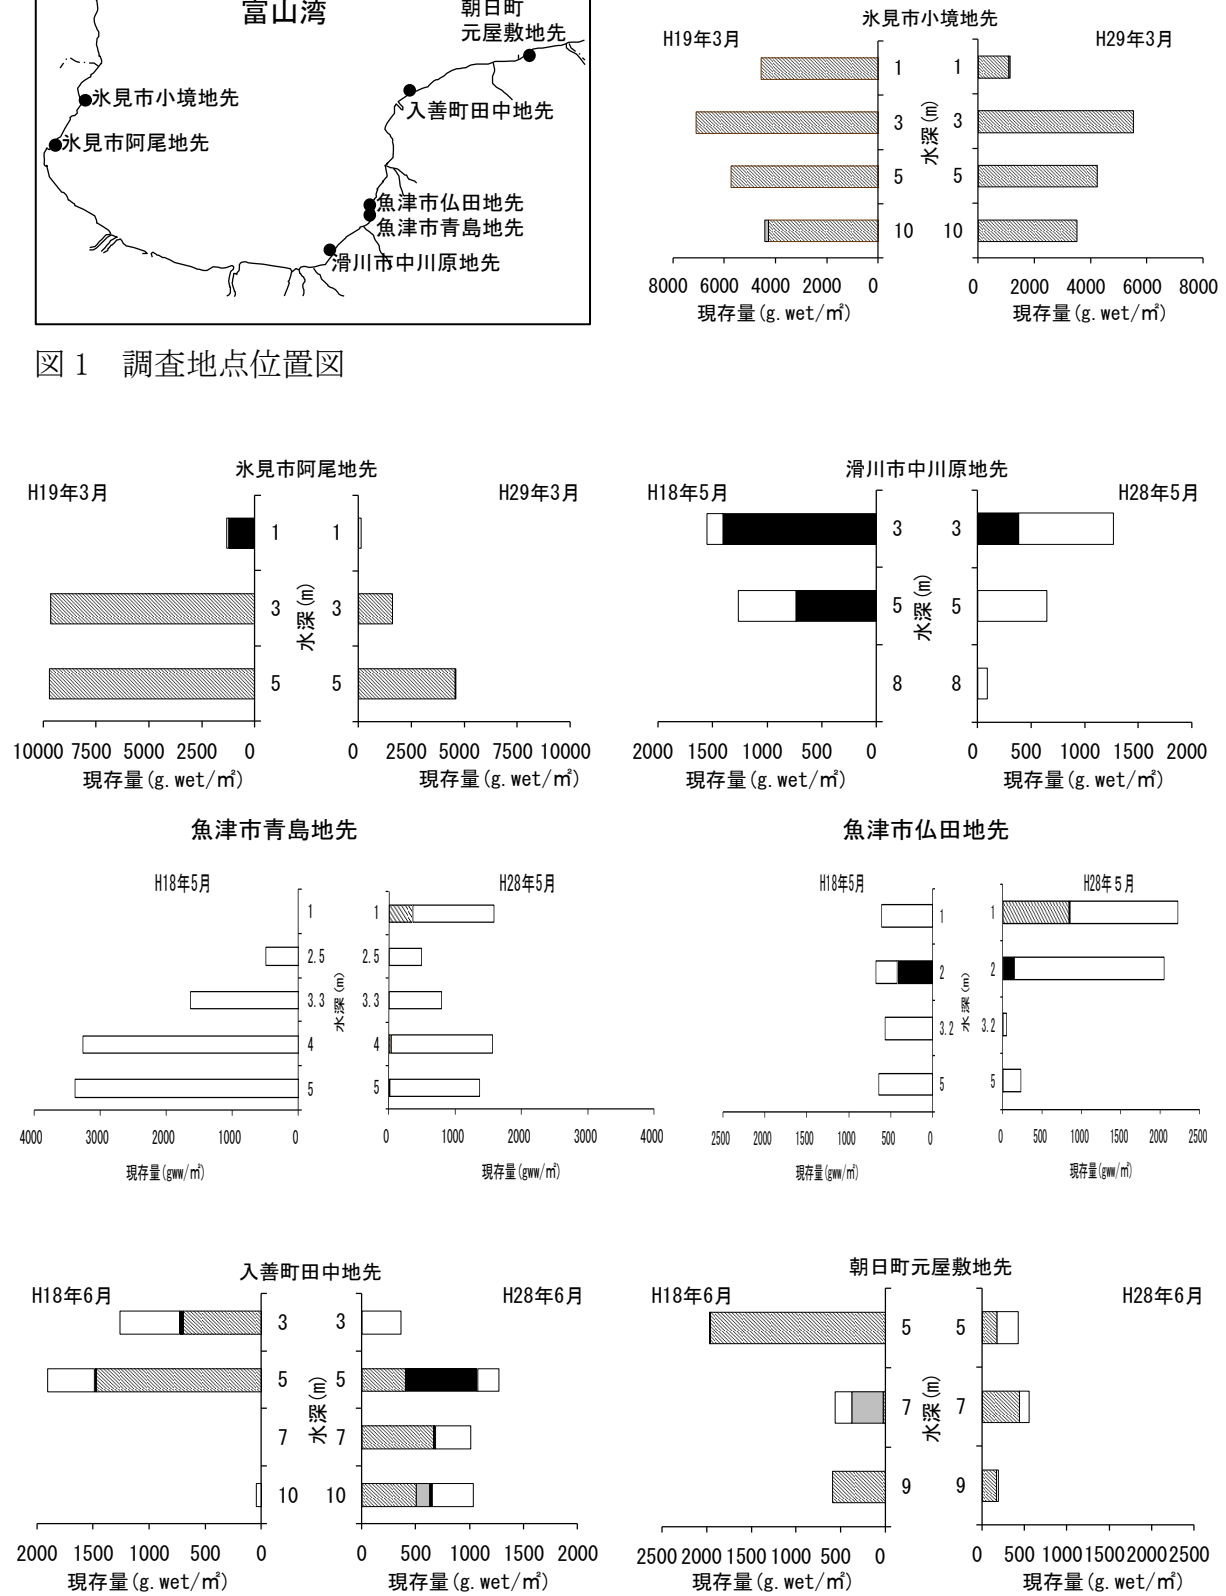 富山湾
朝日町
元屋敷地先
氷見市小境地先
入善町田中地先
氷見市阿尾地先
魚津市仏田地先
魚津市青島地先
滑川市中川原地先
図1 調査地点位置図
氷見市小境地先
H19年3月
H29年3月
1 1
3 3
5 5
10 10
水深(m)
8000 6000 4000 2000 0
0 2000 4000 6000 8000
現存量(g.wet/㎡)
現存量(g.wet/㎡)
氷見市阿尾地先
H19年3月
H29年3月
1 1
3 3
5 5
水深(m)
10000 7500 5000 2500 0
0 2500 5000 7500 10000
現存量(g.wet/㎡)
現存量(g.wet/㎡)
滑川市中川原地先
H18年5月
H28年5月
3 3
5 5
8 8
水深(m)
2000 1500 1000 500 0
0 500 1000 1500 2000
現存量(g.wet/㎡)
現存量(g.wet/㎡)
魚津市青島地先
H18年5月
H28年5月
1 1
2.5 2.5
3.3 3.3
4 4
5 5
水深(m)
4000 3000 2000 1000 0
0 1000 2000 3000 4000
現存量(gww/㎡)
現存量(gww/㎡)
魚津市仏田地先
H18年5月
H28年5月
1 1
2 2
3.2 3.2
5 5
水深(m)
2500 2000 1500 1000 500 0
0 500 1000 1500 2000 2500
現存量(gww/㎡)
現存量(gww/㎡)
入善町田中地先
H18年6月
H28年6月
3 3
5 5
7
10 10
水深(m)
2000 1500 1000 500 0
0 500 1000 1500 2000
現存量(g.wet/㎡)
現存量(g.wet/㎡)
朝日町元屋敷地先
H18年6月
H28年6月
5 5
7 7
9 9
水深(m)
2500 2000 1500 1000 500 0
0 500 1000 1500 2000 2500
現存量(g.wet/㎡)
現存量(g.wet/㎡)